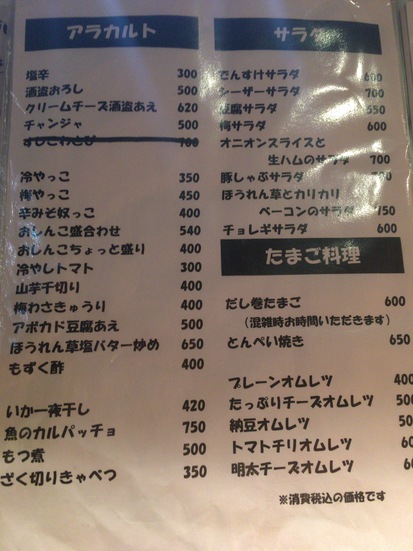 アラカルト
塩辛 300
酒盗おろし 500
クリームチーズ酒盗あえ 620
チャンジャ 500
冷やっこ 350
梅やっこ 450
辛みそ奴っこ 400
おしんこ盛合わせ 540
おしんこちょっと盛り 400
冷やしトマト 300
山芋千切り 400
梅わさきゅうり 400
アボカド豆腐あえ 500
ほうれん草塩バター炒め 650
もずく酢 400
いか一夜干し 420
魚のカルパッチョ 750
もつ煮 500
ざく切りきゃべつ 350
サラダ
でんすけサラダ 600
シーザーサラダ 700
豆腐サラダ 550
梅サラダ 600
オニオンスライスと
生ハムのサラダ 700
豚しゃぶサラダ
ほうれん草とカリカリ
ベーコンのサラダ 750
チョレギサラダ 600
たまご料理
だし巻たまご 600
(混雑時お時間いただきます)
とんぺい焼き 650
プレーンオムレツ 400
たっぷりチーズオムレツ 500
納豆オムレツ
トマトチリオムレツ
明太チーズオムレツ
※消費税込の価格です